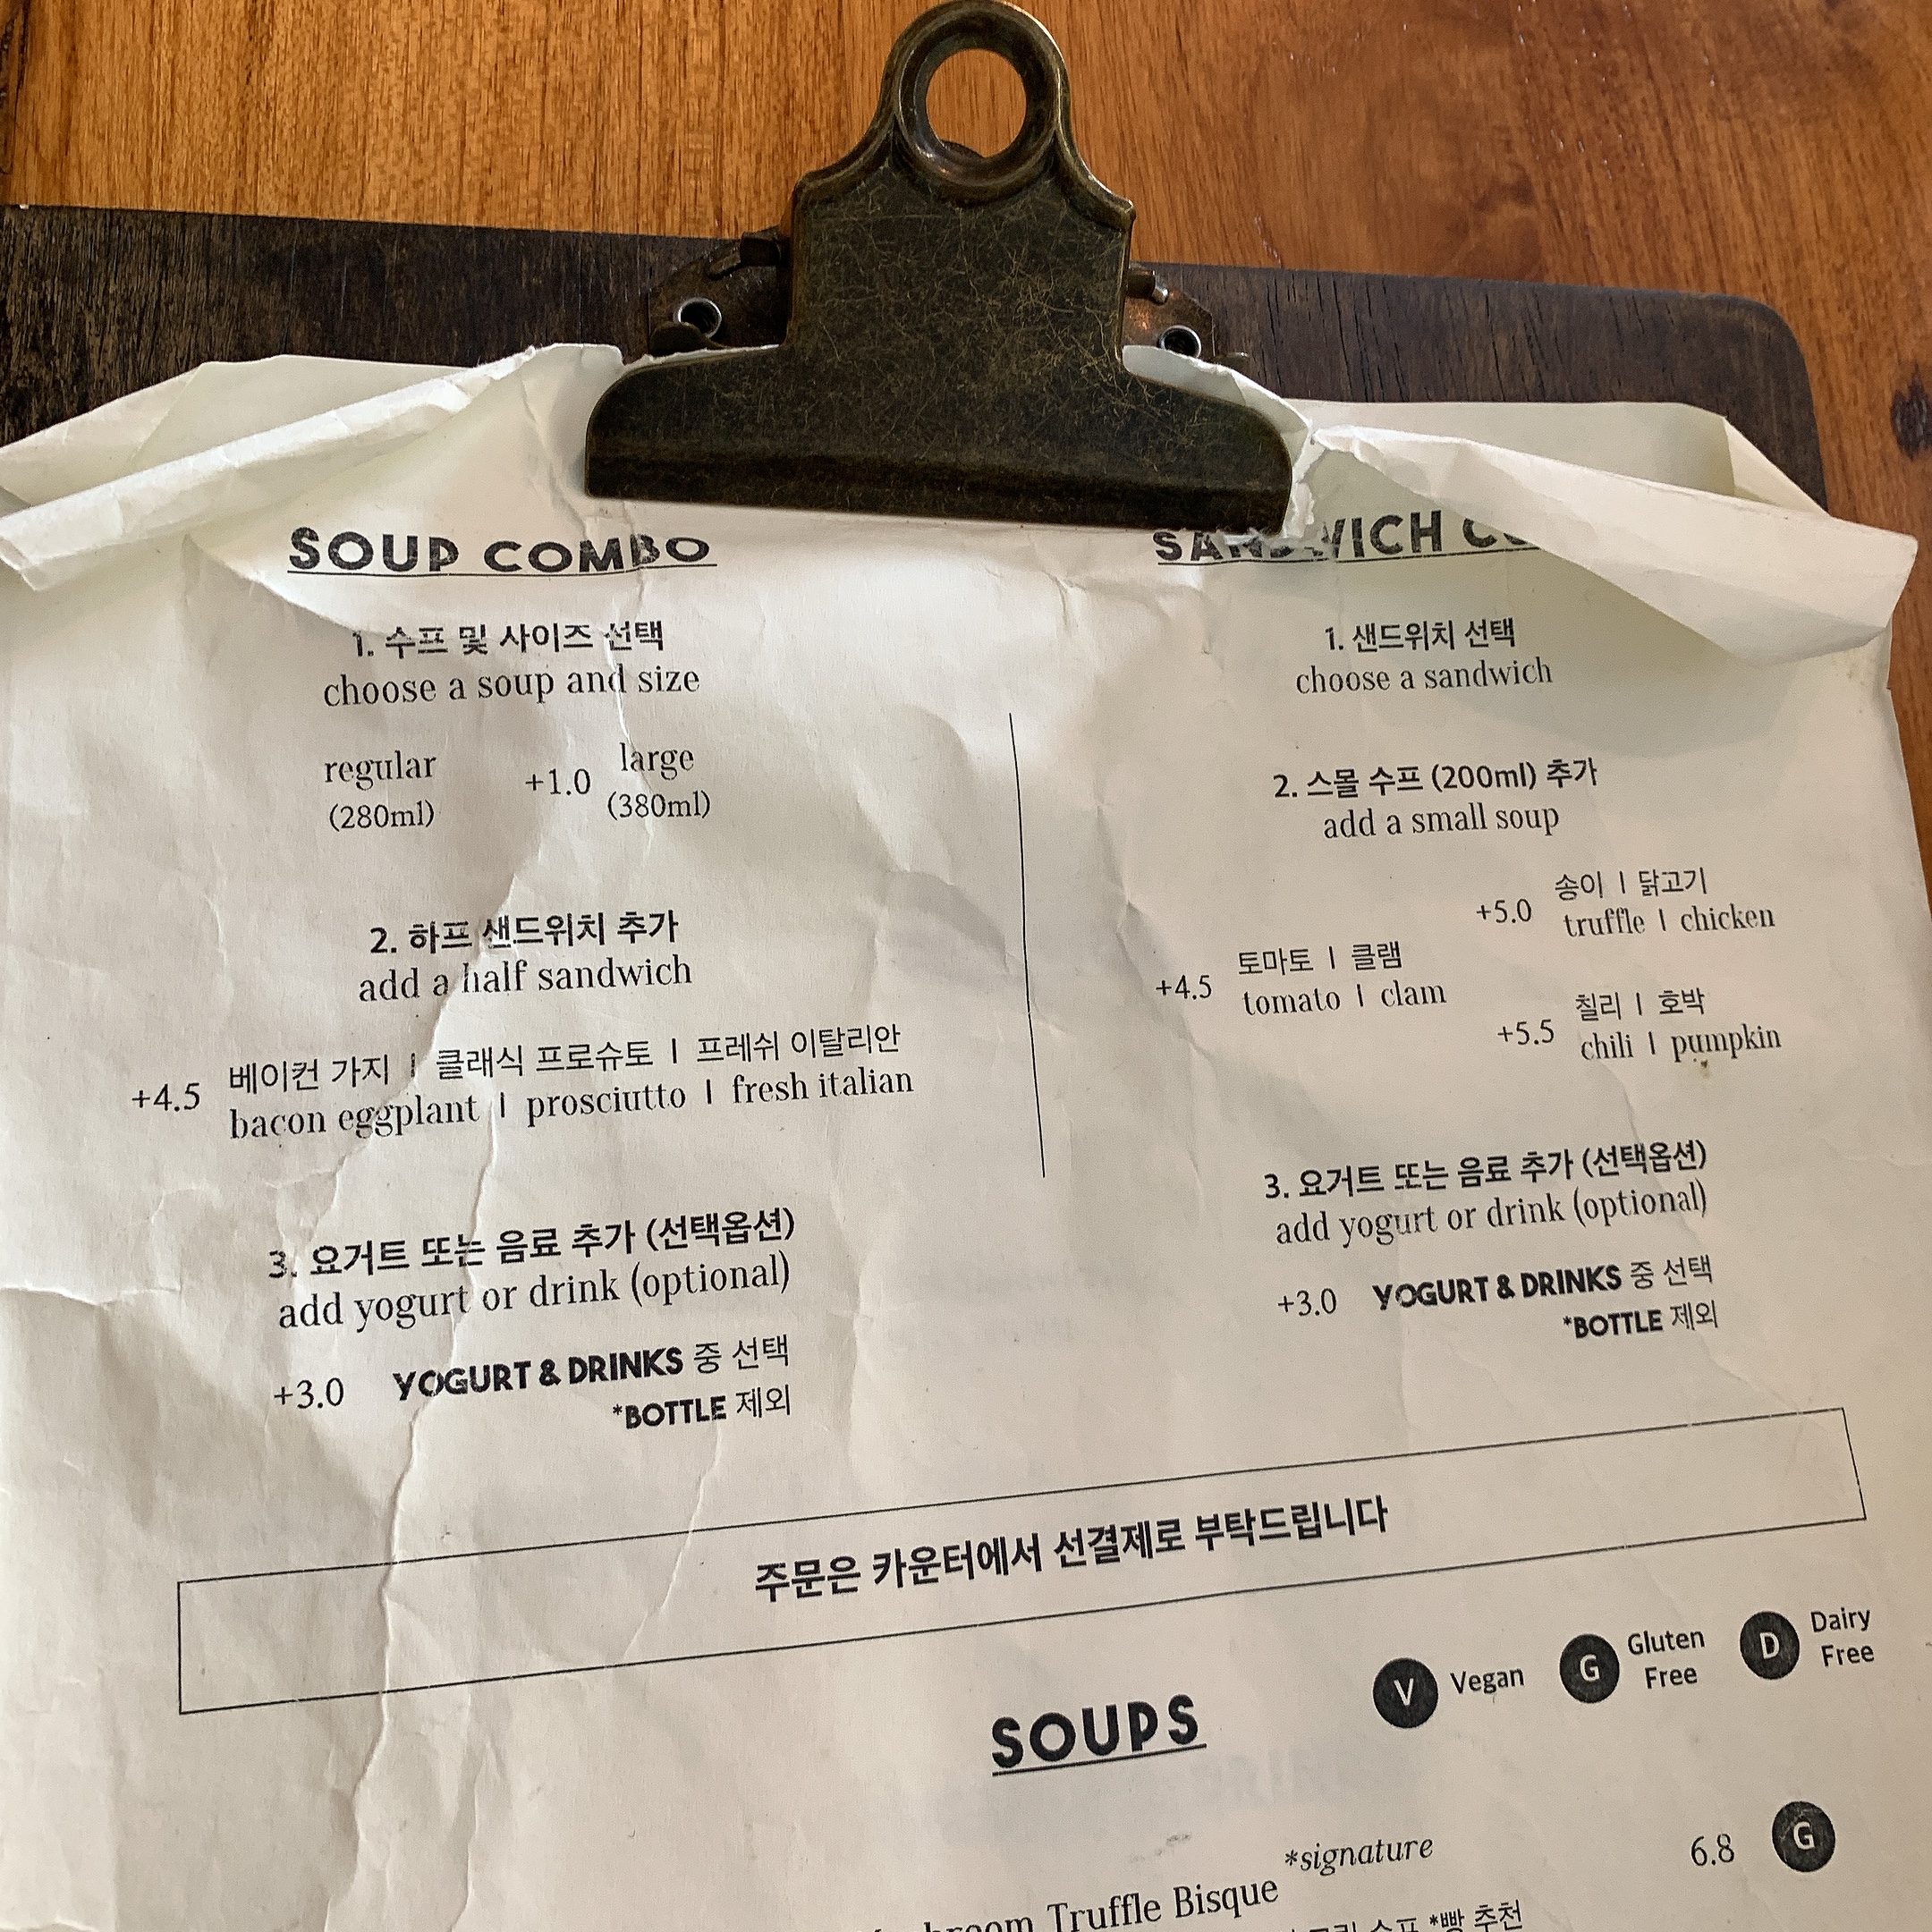 SOUP COMBO
1. 수프 및 사이즈 선택
choose a soup and size
regular
(280ml)
+1.0
large
(380ml)
2. 하프 샌드위치 추가
add a half sandwich
+4.5
베이컨 가지 | 클래식 프로슈토 | 프레쉬 이탈리안
bacon eggplant | prosciutto | fresh italian
3. 요거트 또는 음료 추가 (선택옵션)
add yogurt or drink (optional)
+3.0 YOGURT & DRINKS 중 선택
*BOTTLE 제외
SANDWICH
1. 샌드위치 선택
choose a sandwich
2. 스몰 수프 (200ml) 추가
add a small soup
+5.0
송이 | 닭고기
truffle | chicken
+4.5
토마토 | 클램
tomato | clam
+5.5
칠리 | 호박
chili | pumpkin
3. 요거트 또는 음료 추가 (선택옵션)
add yogurt or drink (optional)
+3.0 YOGURT & DRINKS 중 선택
*BOTTLE 제외
주문은 카운터에서 선결제로 부탁드립니다
V Vegan
G Gluten Free
D Dairy Free
SOUPS
*signature
Truffle Bisque
6.8 G
수프 *빵 추천